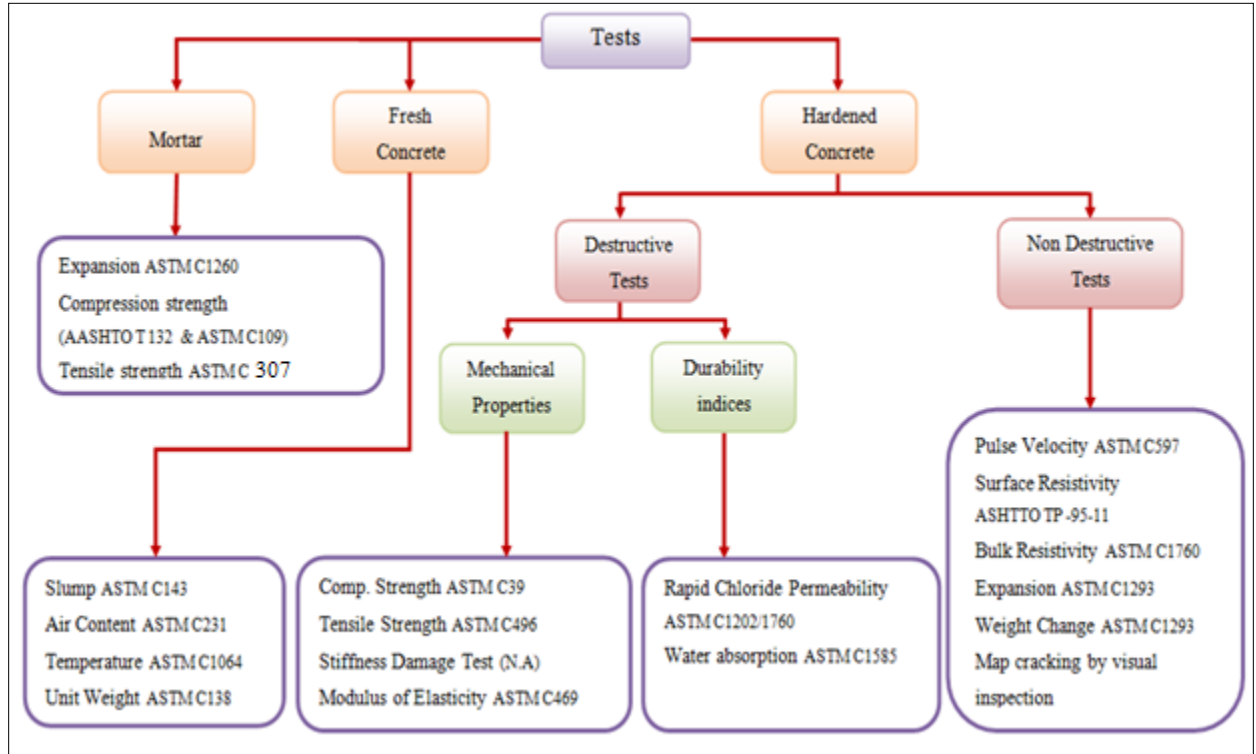 Tests
Mortar
Fresh
Concrete
Hardened
Concrete
Destructive
Tests
Non Destructive
Tests
Expansion ASTM C1260
Compression strength
(AASHTO T 132 & ASTM C109)
Tensile strength ASTM C 307
Mechanical
Properties
Durability
indices
Slump ASTM C143
Air Content ASTM C231
Temperature ASTM C1064
Unit Weight ASTM C138
Comp. Strength ASTM C39
Tensile Strength ASTM C496
Stiffness Damage Test (N.A)
Modulus of Elasticity ASTM C469
Rapid Chloride Permeability
ASTM C1202/1760
Water absorption ASTM C1585
Pulse Velocity ASTM C597
Surface Resistivity
ASHTTO TP-95-11
Bulk Resistivity ASTM C1760
Expansion ASTM C1293
Weight Change ASTM C1293
Map cracking by visual
inspection